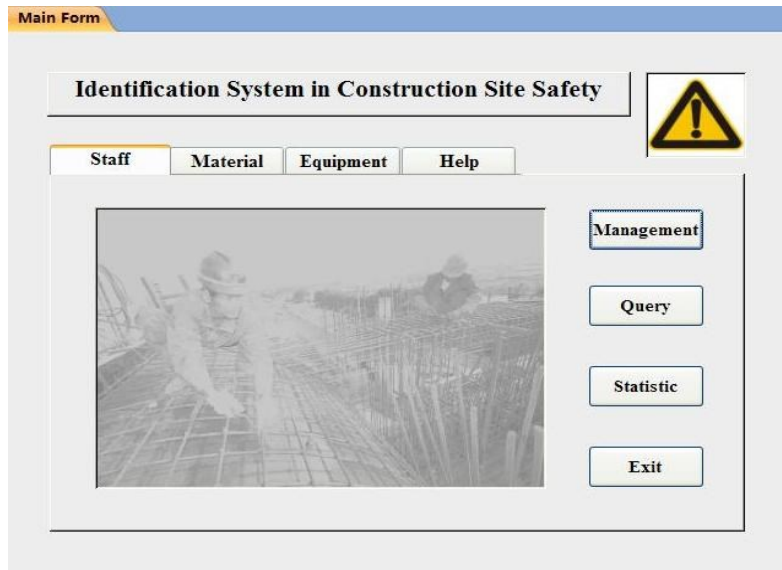 Main Form
Identification System in Construction Site Safety
Staff Material Equipment Help
Management
Query
Statistic
Exit